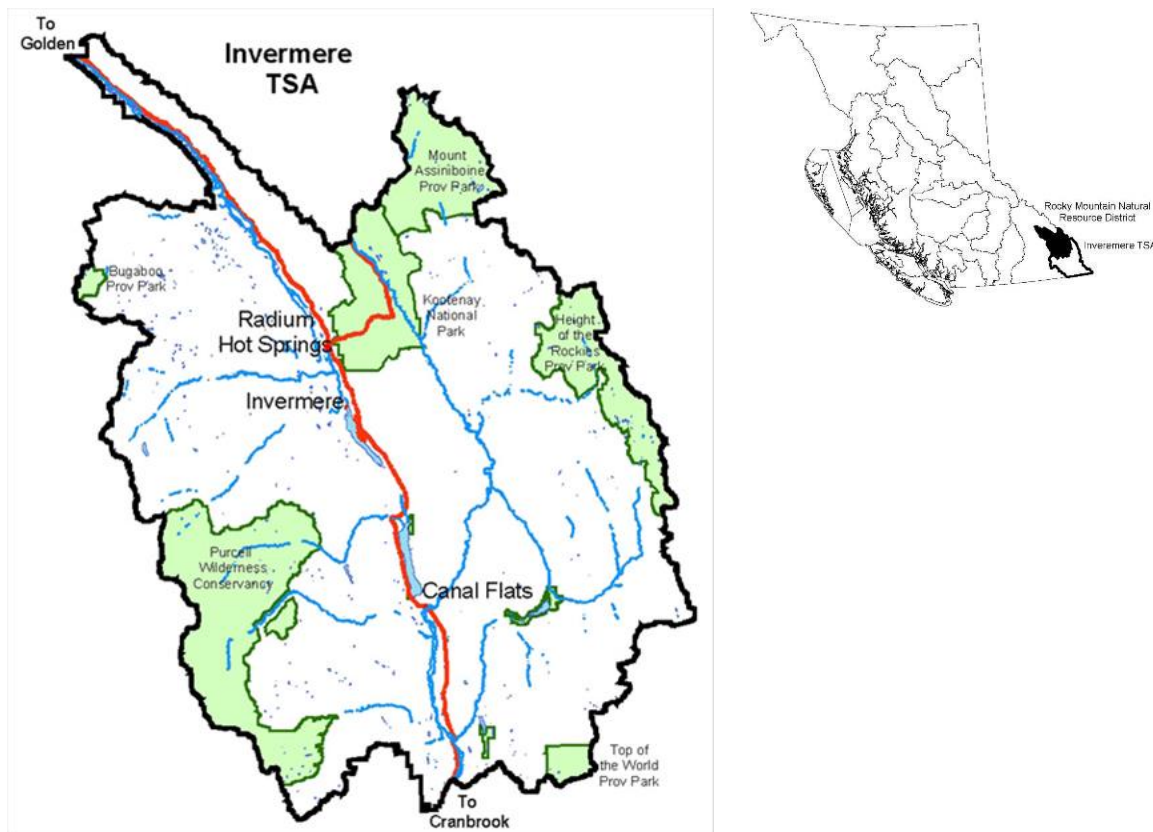 To
Golden
Invermere
TSA
Mount
Assiniboine
Prov Park
Bugaboo
Prov Park
Radium
Hot Springs
Kootenay
National
Park
Height
of the
Rockies
Prov Park
Invermere
Purcell
Wilderness
Conservancy
Canal Flats
Top of
the World
Prov Park
To
Cranbrook
Rocky Mountain Natural
Resource District
Inveremere TSA